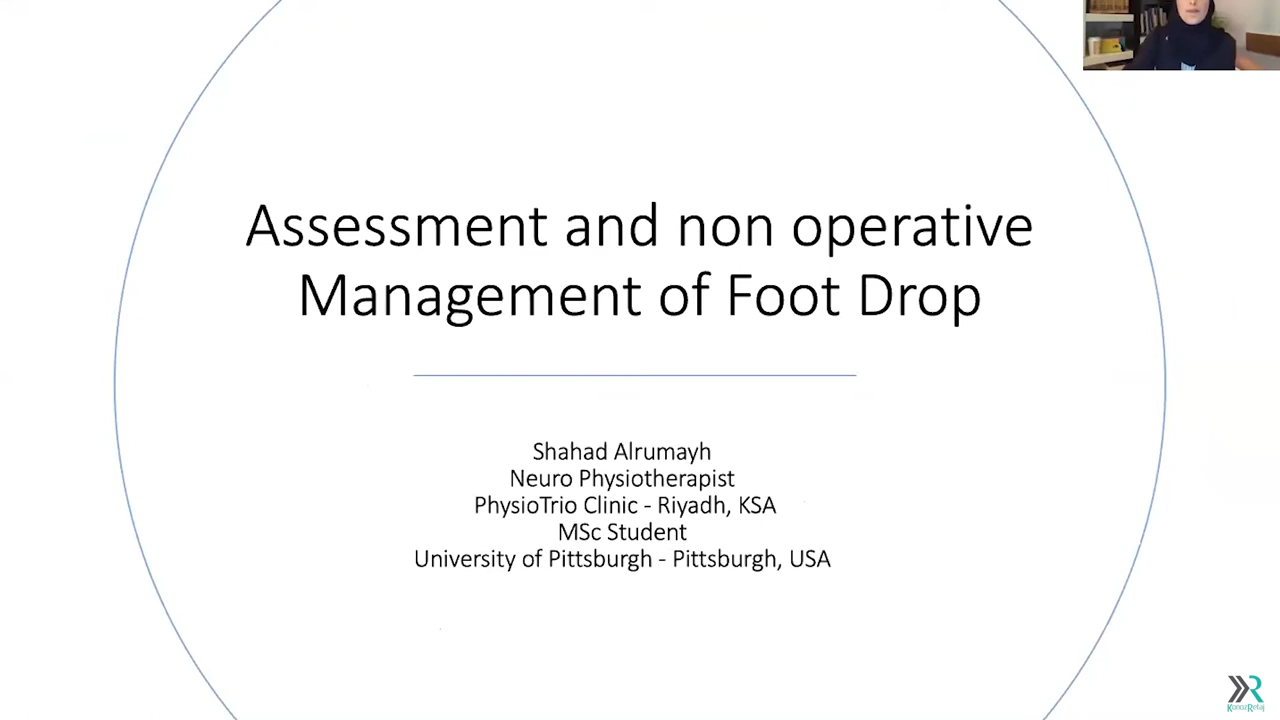 Assessment and non operative
Management of Foot Drop
Shahad Alrumayh
Neuro Physiotherapist
PhysioTrio Clinic - Riyadh, KSA
MSc Student
University of Pittsburgh - Pittsburgh, USA
KonozRetaj